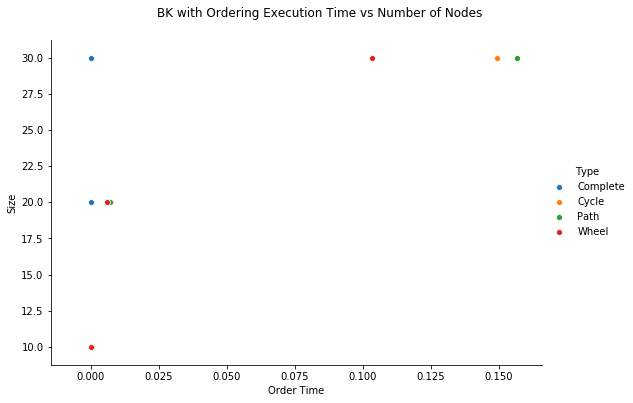 BK with Ordering Execution Time vs Number of Nodes
30.0
27.5
25.0
22.5
20.0
17.5
15.0
12.5
10.0
Size
0.000 0.025 0.050 0.075 0.100 0.125 0.150
Order Time
Type
Complete
Cycle
Path
Wheel